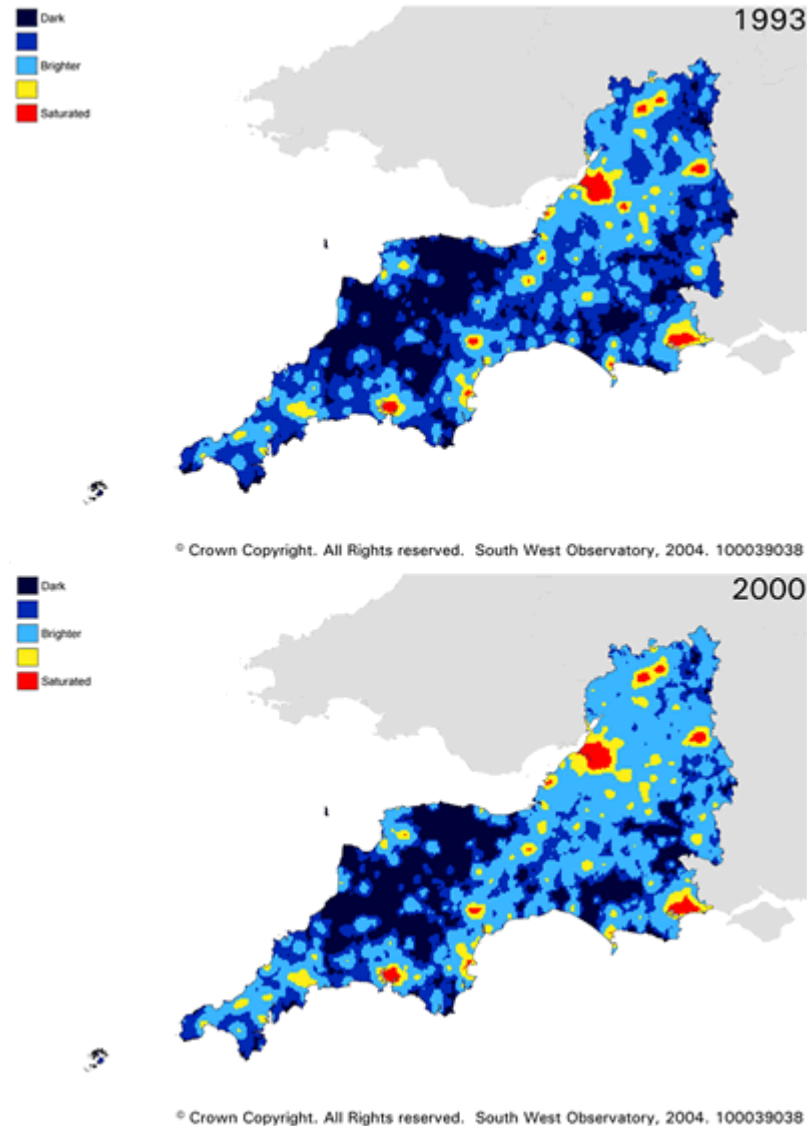 1993
Dark
Brighter
Saturated
© Crown Copyright. All Rights reserved. South West Observatory, 2004. 100039038
2000
Dark
Brighter
Saturated
© Crown Copyright. All Rights reserved. South West Observatory, 2004. 100039038